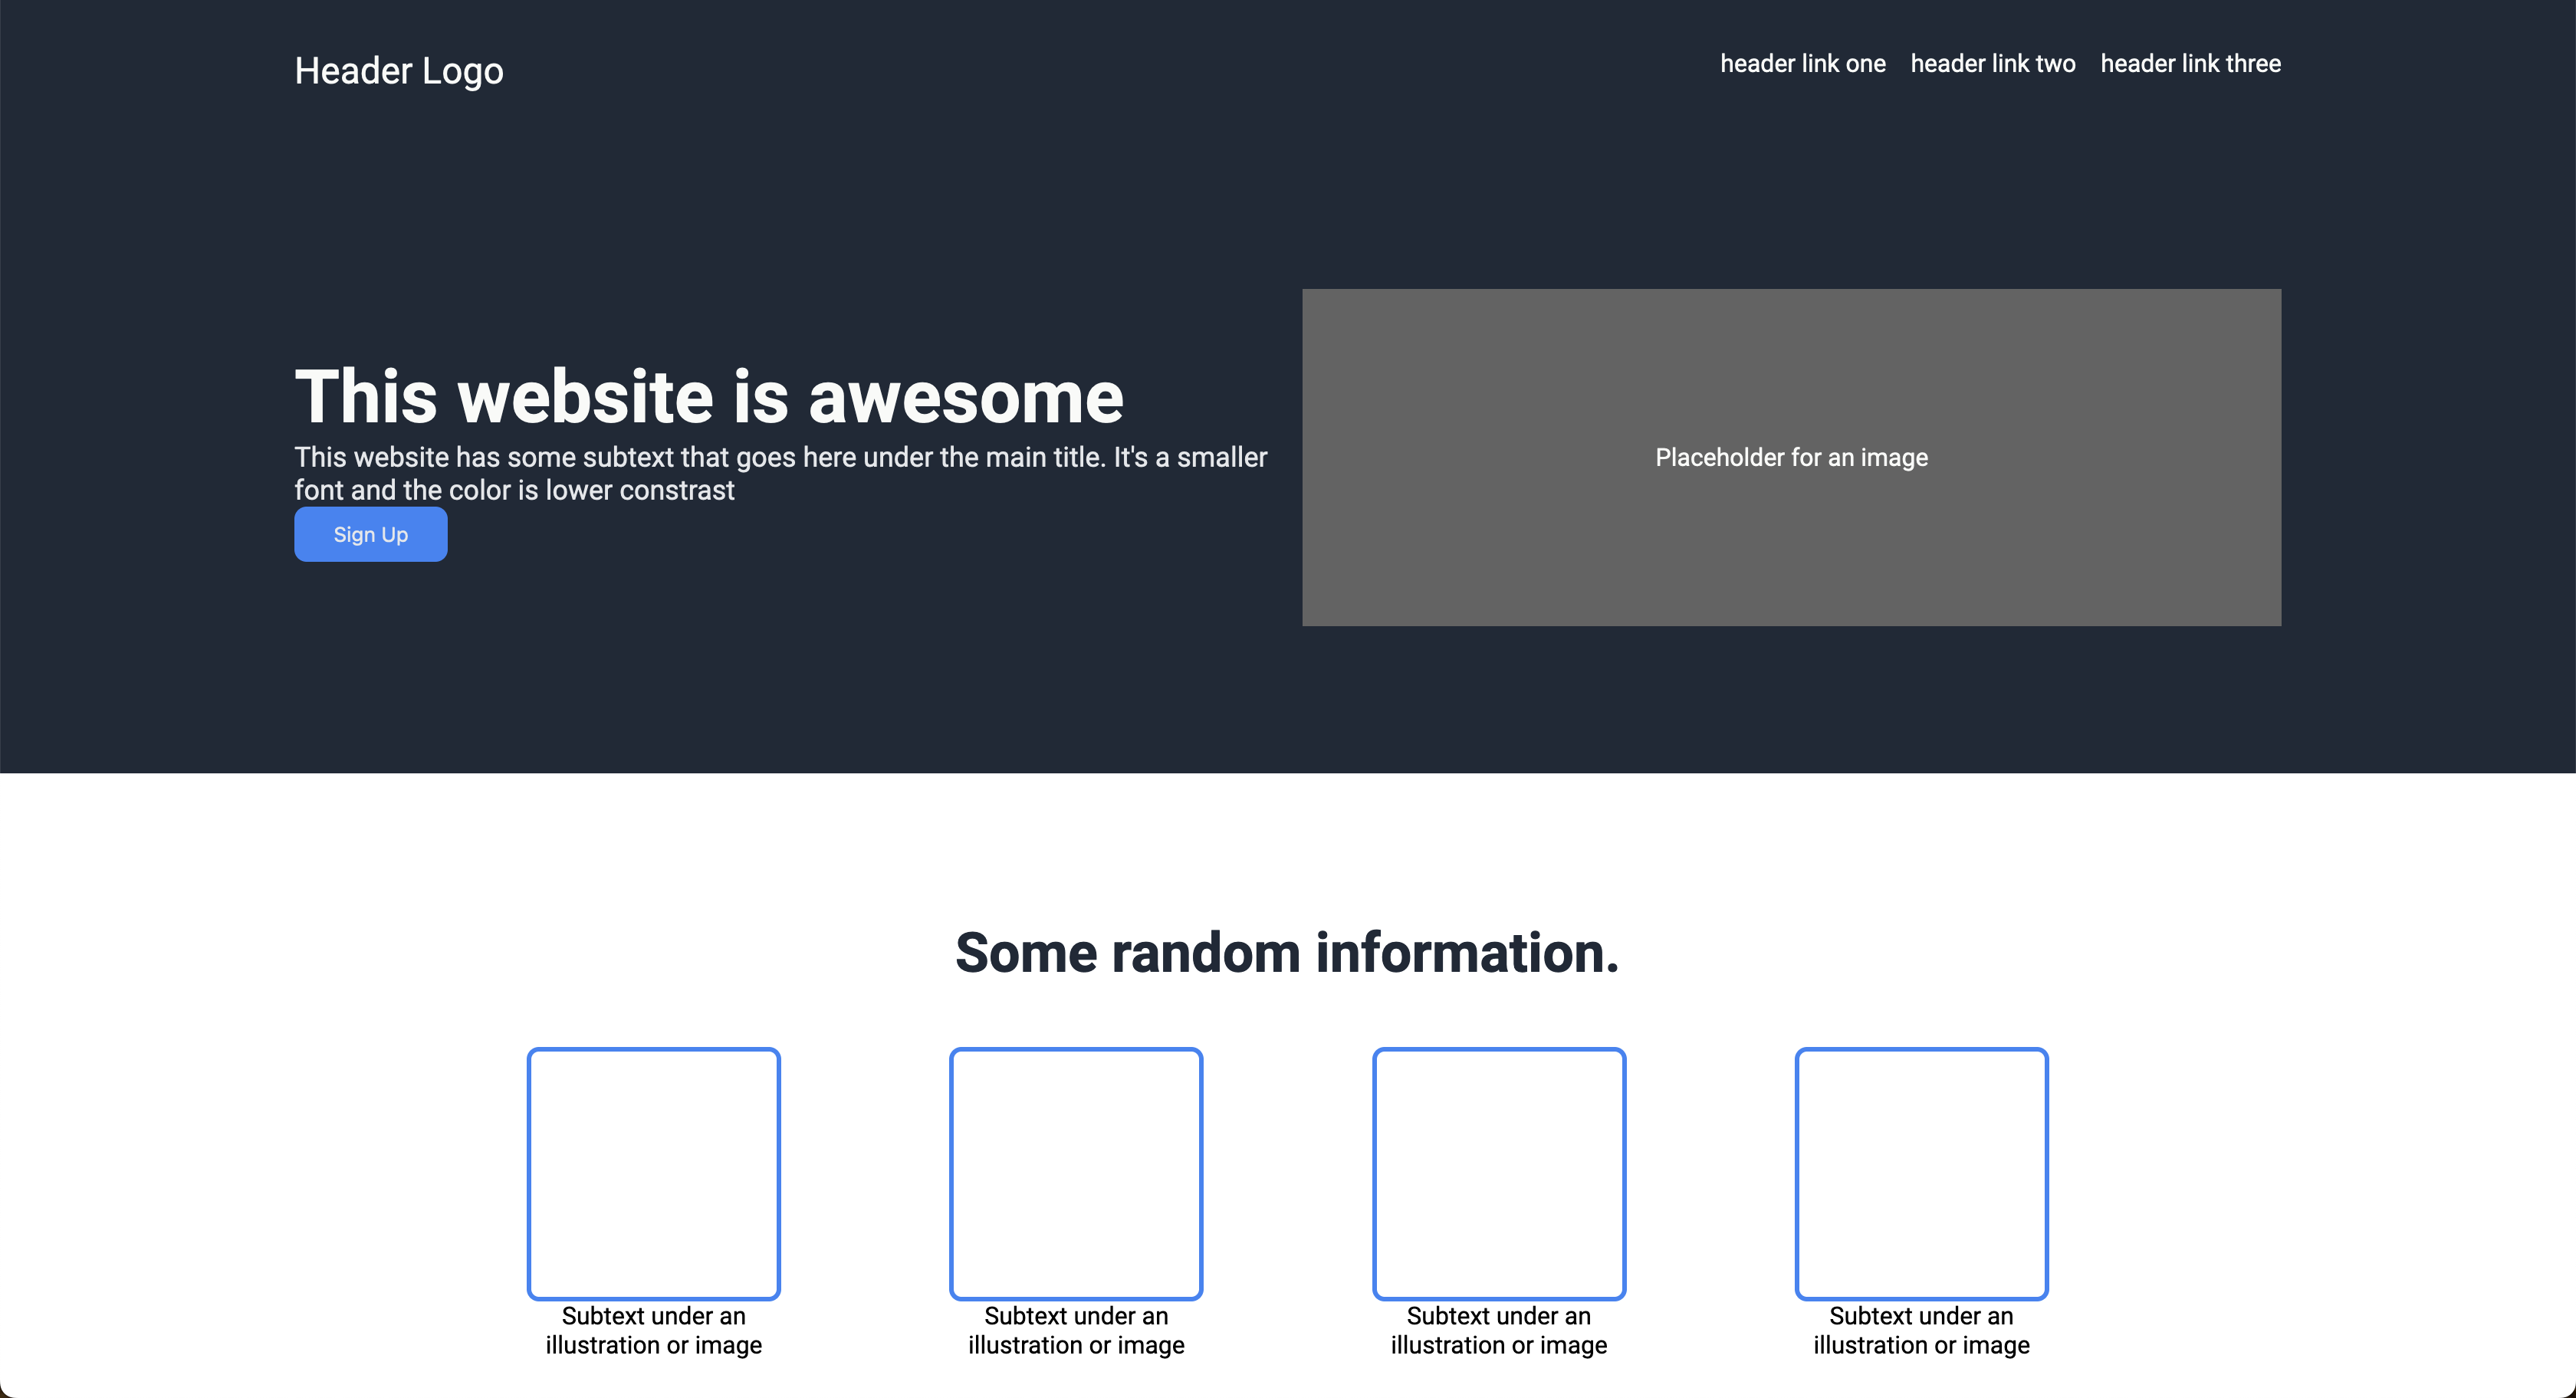 Header Logo
header link one
header link two
header link three
This website is awesome
This website has some subtext that goes here under the main title. It's a smaller
font and the color is lower constrast
Sign Up
Placeholder for an image
Some random information.
Subtext under an
illustration or image
Subtext under an
illustration or image
Subtext under an
illustration or image
Subtext under an
illustration or image